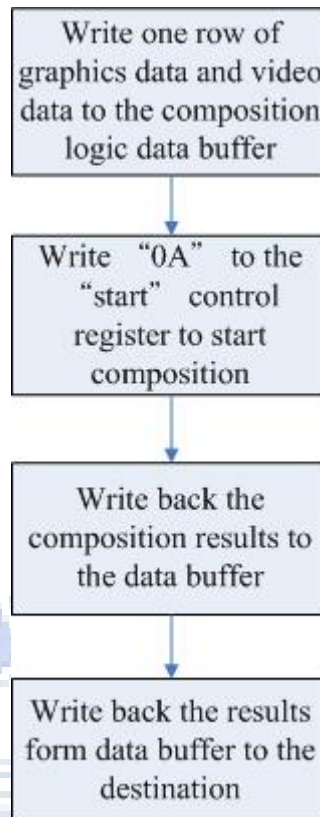 Write one row of
graphics data and video
data to the composition
logic data buffer
Write “0A” to the
“start” control
register to start
composition
Write back the
composition results to
the data buffer
Write back the results
form data buffer to the
destination